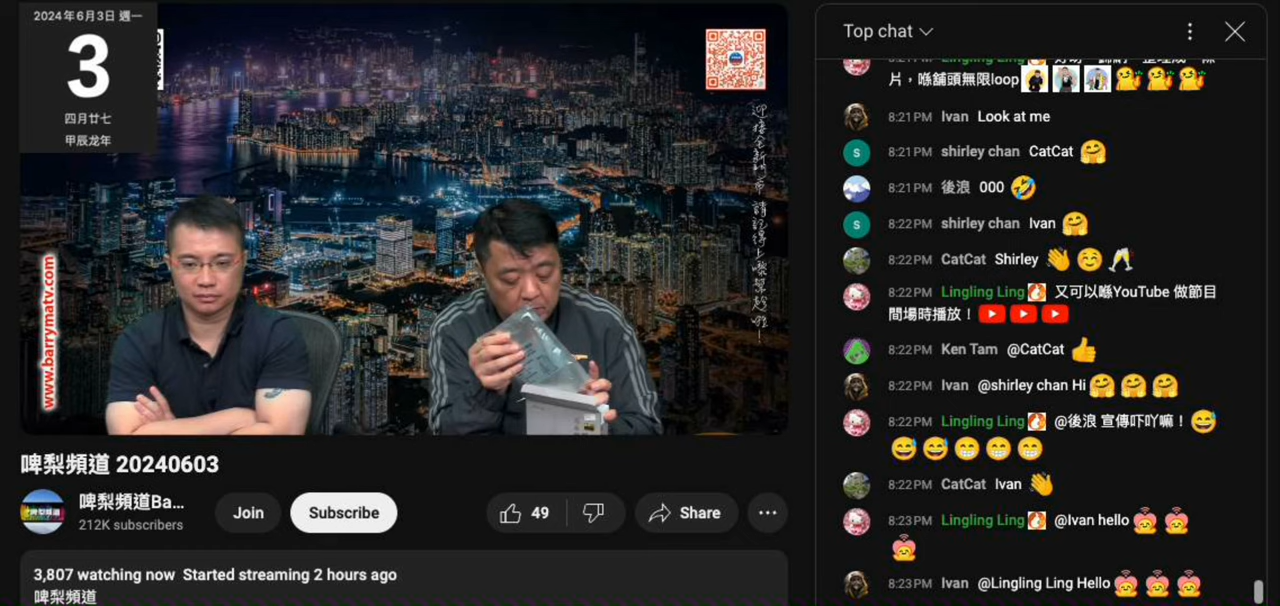 2024年6月3日 週一
3
四月廿七
甲辰龙年
www.barrymatv.com
啤梨頻道 20240603
啤梨頻道Ba...
212K subscribers
Join
Subscribe
49
Share
3,807 watching now Started streaming 2 hours ago
啤梨頻道
Top chat
片，喺舖頭無限loop
8:21 PM Ivan Look at me
8:21 PM shirley chan CatCat
8:21 PM 後浪 000
8:22 PM shirley chan Ivan
8:22 PM CatCat Shirley
8:22 PM Lingling Ling 又可以喺YouTube 做節目
間場時播放！
8:22 PM Ken Tam @CatCat
8:22 PM Ivan @shirley chan Hi
8:22 PM Lingling Ling @後浪 宣傳吓吖嘛！
8:22 PM CatCat Ivan
8:23 PM Lingling Ling @Ivan hello
8:23 PM Ivan @Lingling Ling Hello